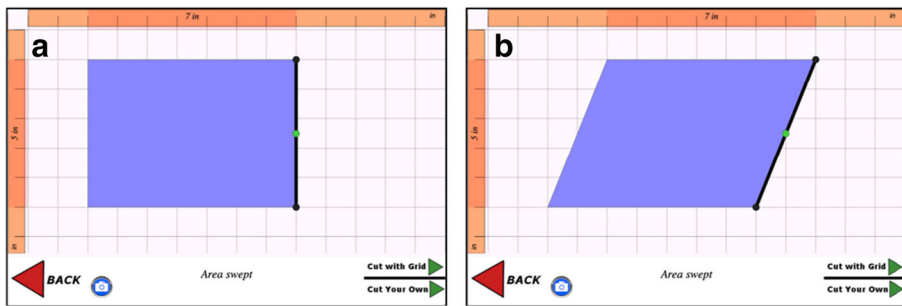 a
7 in
in
5 in
in
BACK
Area swept
Cut with Grid
Cut Your Own
b
7 in
in
5 in
in
BACK
Area swept
Cut with Grid
Cut Your Own